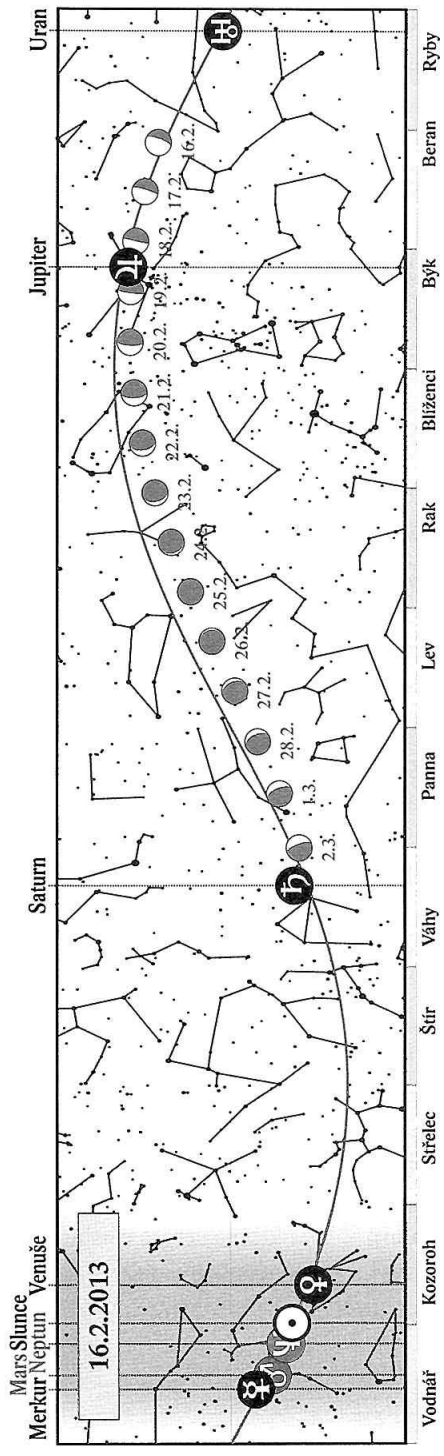 Mars Slunce
Merkur Neptun Venuše
Saturn
Jupiter
Uran
16.2.2013
16.2.
17.2.
18.2.
19.2.
20.2.
21.2.
22.2.
23.2.
24.2.
25.2.
26.2.
27.2.
28.2.
1.3.
2.3.
Vodnář
Kozoroh
Střelec
Štír
Váhy
Panna
Lev
Rak
Blíženci
Býk
Beran
Ryby